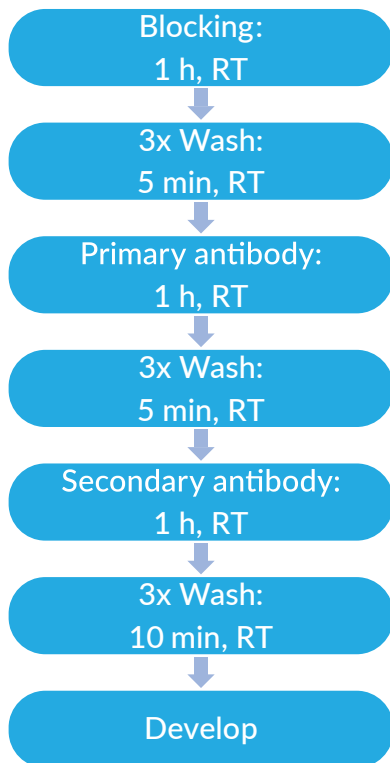 Blocking:
1 h, RT
3x Wash:
5 min, RT
Primary antibody:
1 h, RT
3x Wash:
5 min, RT
Secondary antibody:
1 h, RT
3x Wash:
10 min, RT
Develop